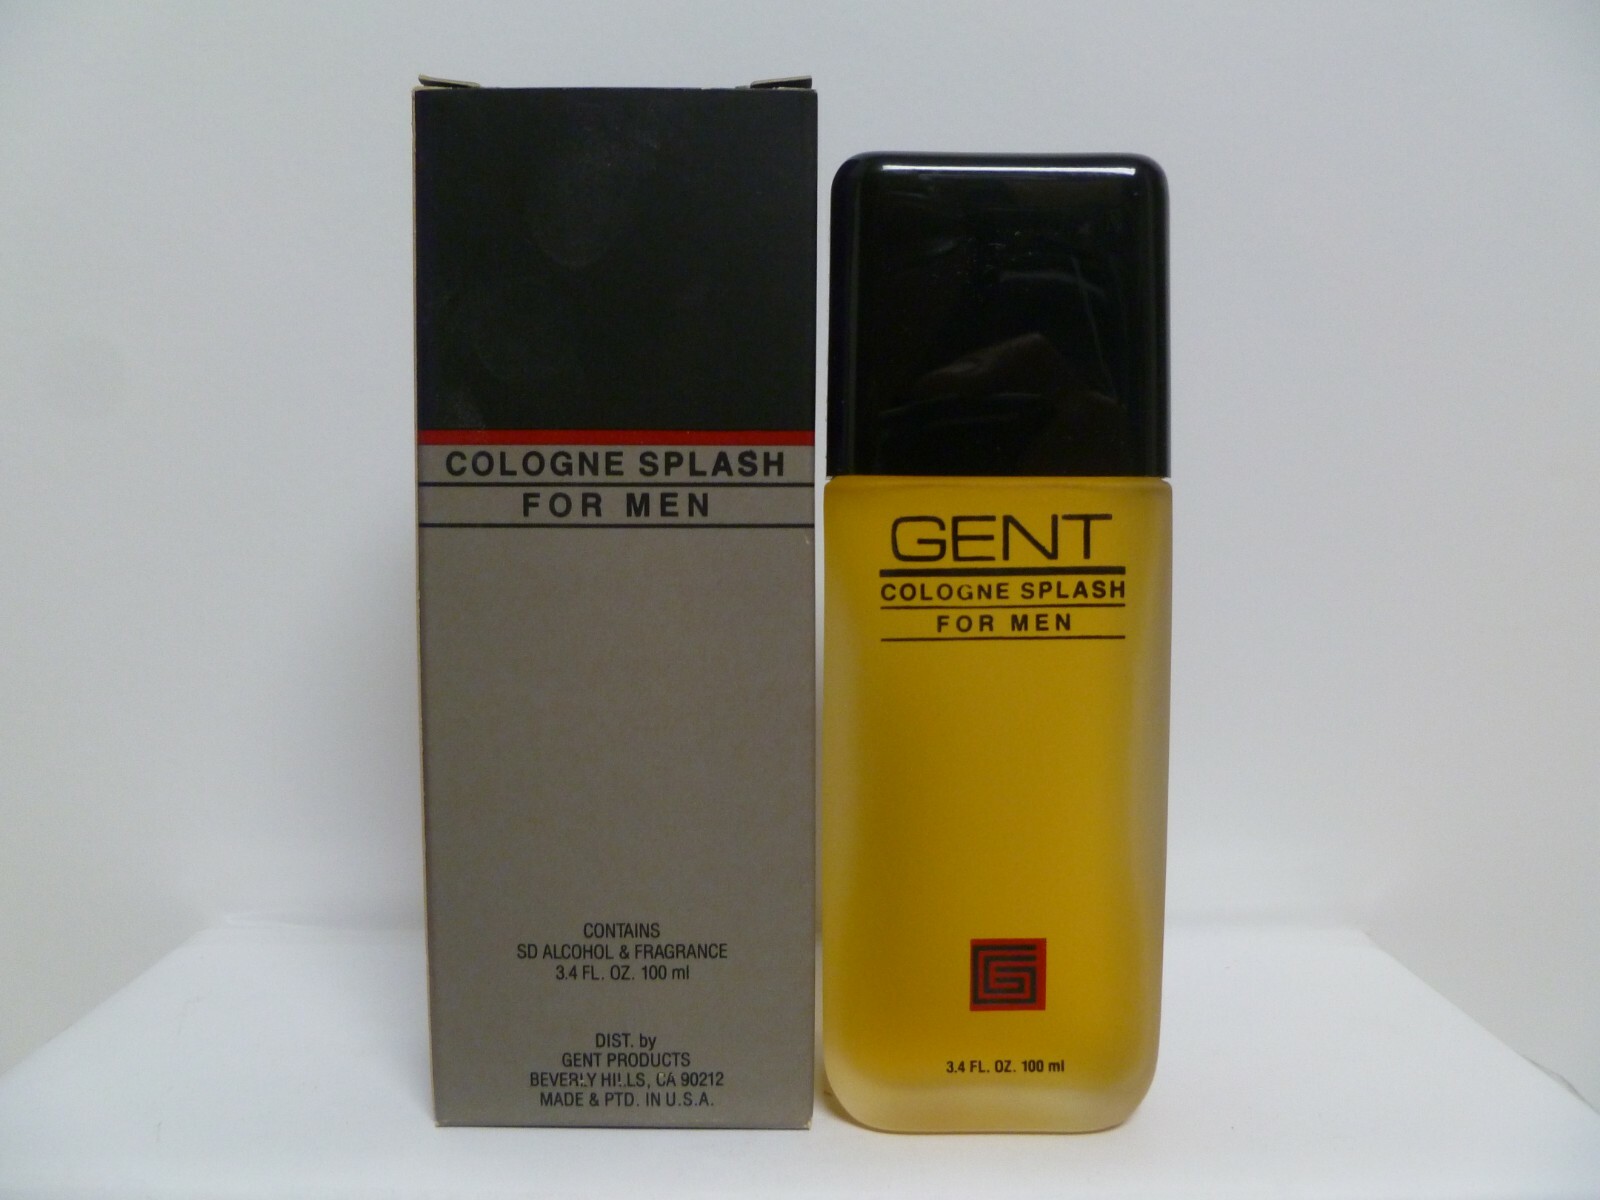 COLOGNE SPLASH
FOR MEN
CONTAINS
SD ALCOHOL & FRAGRANCE
3.4 FL. OZ. 100 ml
DIST. by
GENT PRODUCTS
BEVERLY HILLS, CA 90212
MADE & PTD. IN U.S.A.
GENT
COLOGNE SPLASH
FOR MEN
G
3.4 FL. OZ. 100 ml